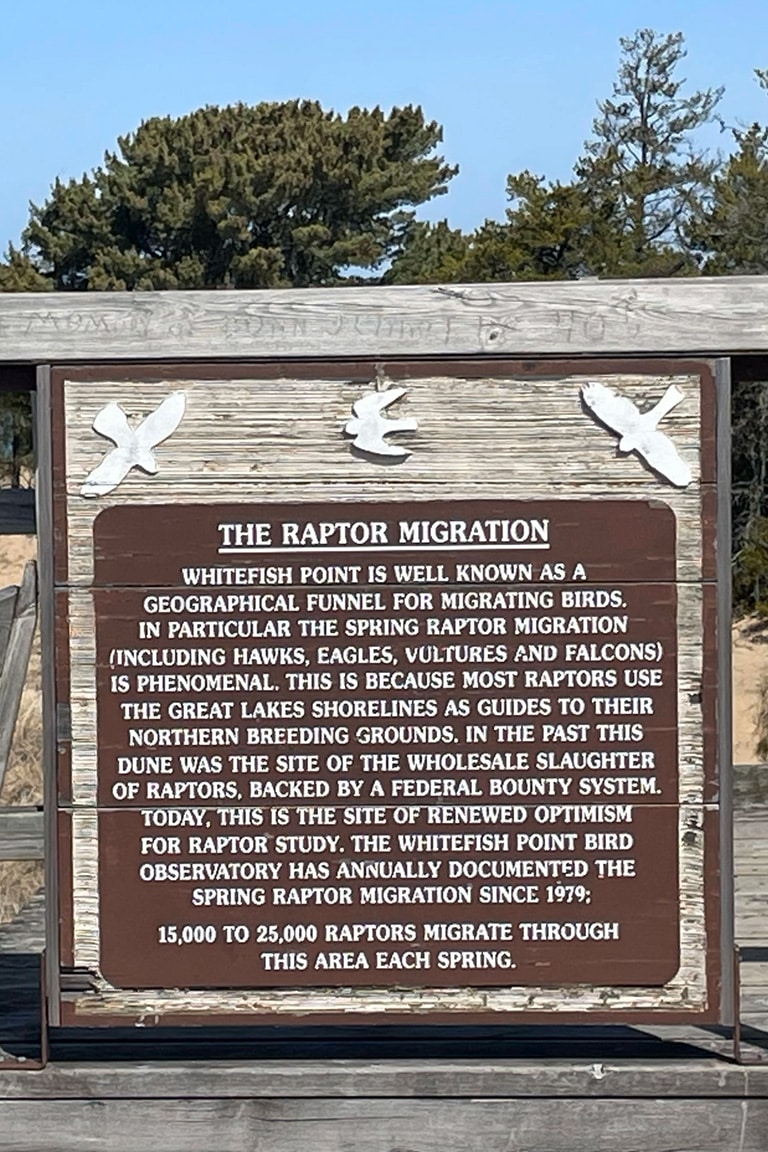 THE RAPTOR MIGRATION
WHITEFISH POINT IS WELL KNOWN AS A
GEOGRAPHICAL FUNNEL FOR MIGRATING BIRDS.
IN PARTICULAR THE SPRING RAPTOR MIGRATION
(INCLUDING HAWKS, EAGLES, VULTURES AND FALCONS)
IS PHENOMENAL. THIS IS BECAUSE MOST RAPTORS USE
THE GREAT LAKES SHORELINES AS GUIDES TO THEIR
NORTHERN BREEDING GROUNDS. IN THE PAST THIS
DUNE WAS THE SITE OF THE WHOLESALE SLAUGHTER
OF RAPTORS, BACKED BY A FEDERAL BOUNTY SYSTEM.
TODAY, THIS IS THE SITE OF RENEWED OPTIMISM
FOR RAPTOR STUDY. THE WHITEFISH POINT BIRD
OBSERVATORY HAS ANNUALLY DOCUMENTED THE
SPRING RAPTOR MIGRATION SINCE 1979;
15,000 TO 25,000 RAPTORS MIGRATE THROUGH
THIS AREA EACH SPRING.